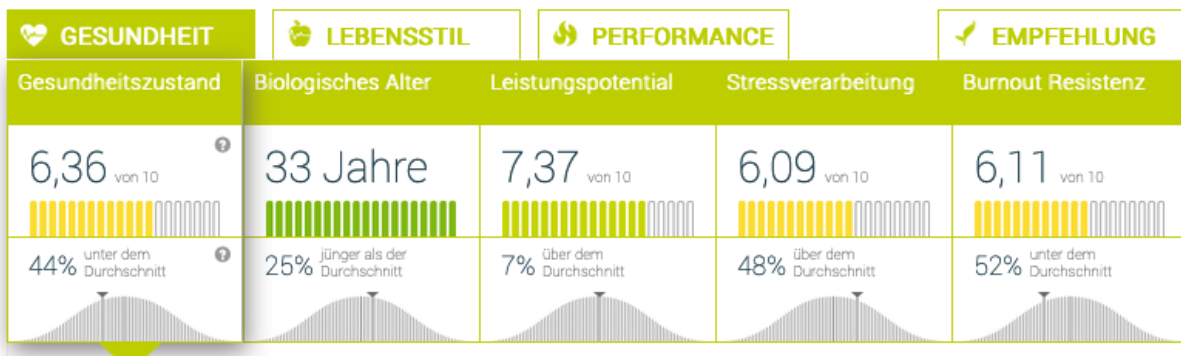 GESUNDHEIT
LEBENSSTIL
PERFORMANCE
EMPFEHLUNG
Gesundheitszustand
Biologisches Alter
Leistungspotential
Stressverarbeitung
Burnout Resistenz
6,36 von 10
?
33 Jahre
7,37 von 10
6,09 von 10
6,11 von 10
44% unter dem
Durchschnitt
?
25% jünger als der
Durchschnitt
7% über dem
Durchschnitt
48% über dem
Durchschnitt
52% unter dem
Durchschnitt